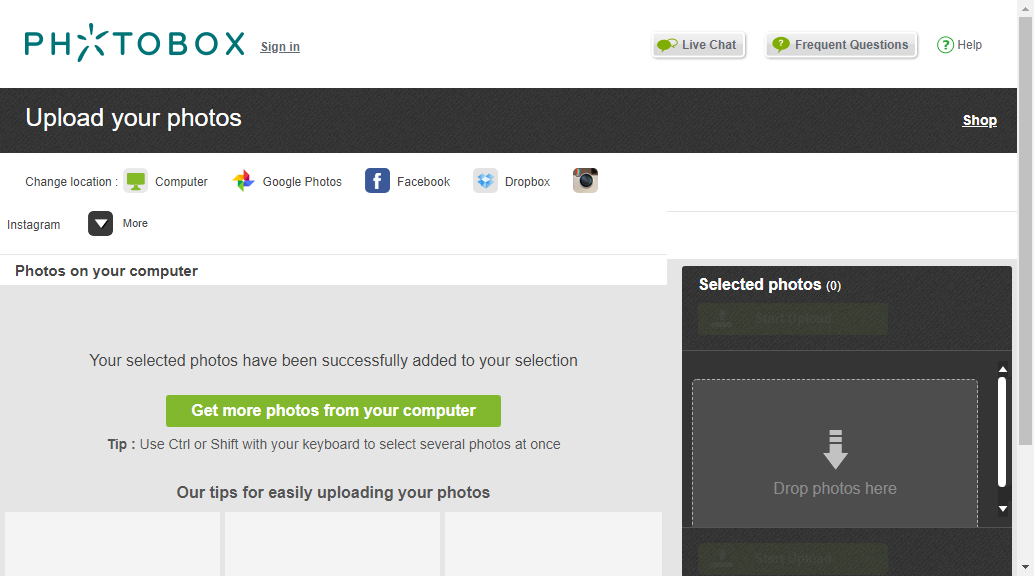 PHOTOBOX
Sign in
Live Chat
Frequent Questions
Help
Upload your photos
Shop
Change location :
Computer
Google Photos
Facebook
Dropbox
Instagram
More
Photos on your computer
Selected photos (0)
Start Upload
Your selected photos have been successfully added to your selection
Get more photos from your computer
Tip : Use Ctrl or Shift with your keyboard to select several photos at once
Drop photos here
Our tips for easily uploading your photos
Start Upload